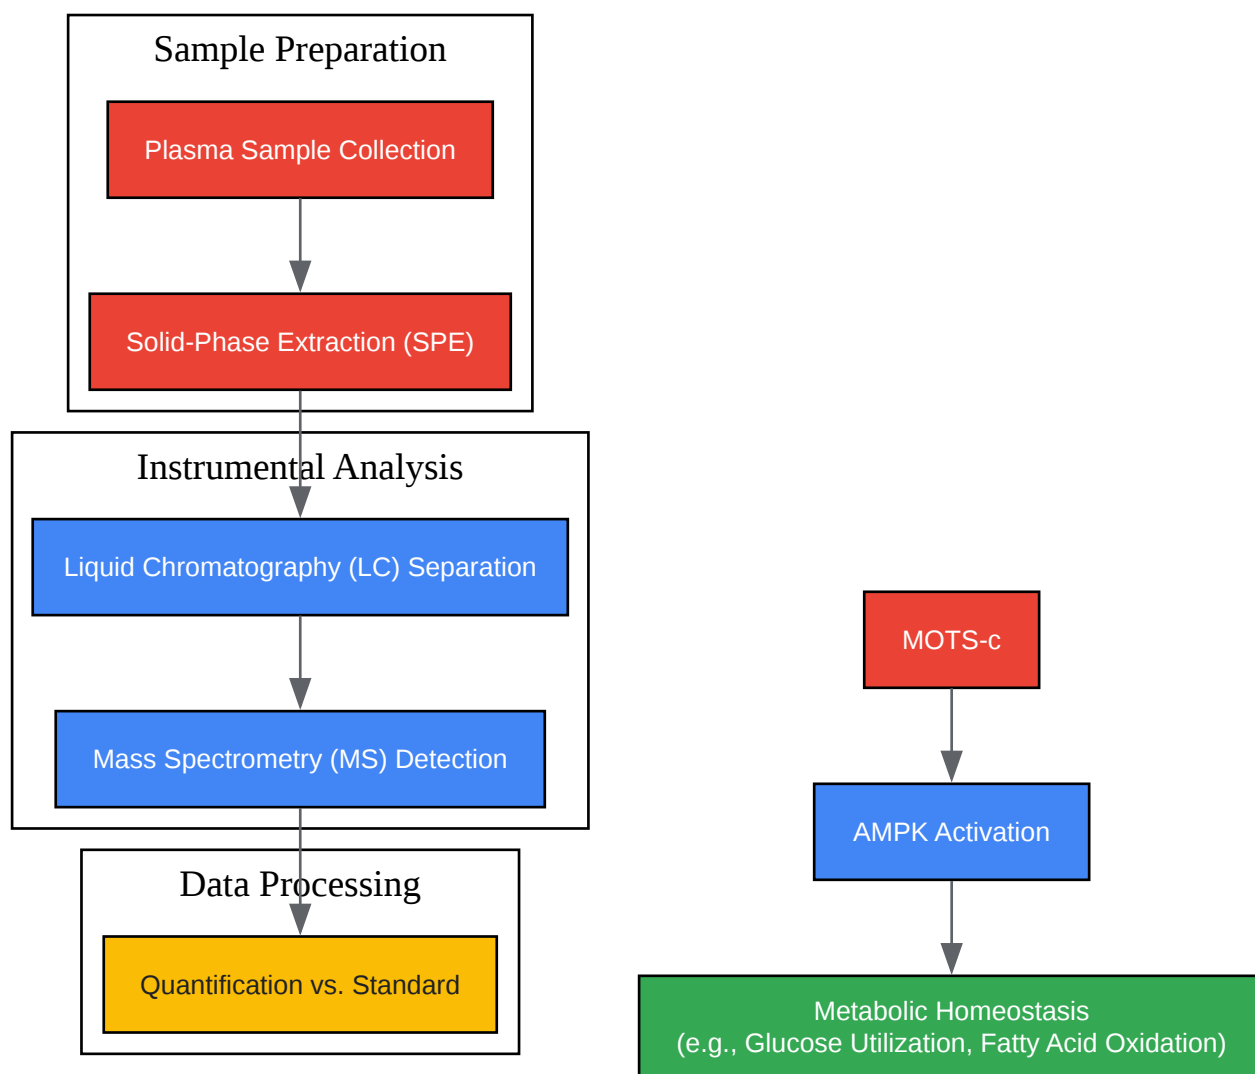 Sample Preparation
Plasma Sample Collection
Solid-Phase Extraction (SPE)
Instrumental Analysis
Liquid Chromatography (LC) Separation
Mass Spectrometry (MS) Detection
Data Processing
Quantification vs. Standard
MOTS-c
AMPK Activation
Metabolic Homeostasis
(e.g., Glucose Utilization, Fatty Acid Oxidation)